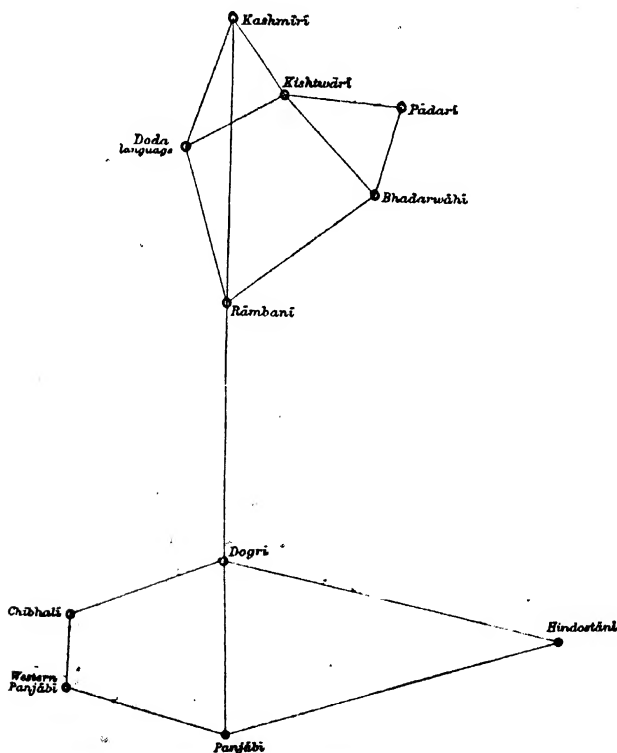 Kashmīrī
Kishtwārī
Pādarī
Doda
language
Bhadarwāhī
Rāmbanī
Dogrī
Chibhālī
Hindostānī
Western
Panjābī
Panjābī